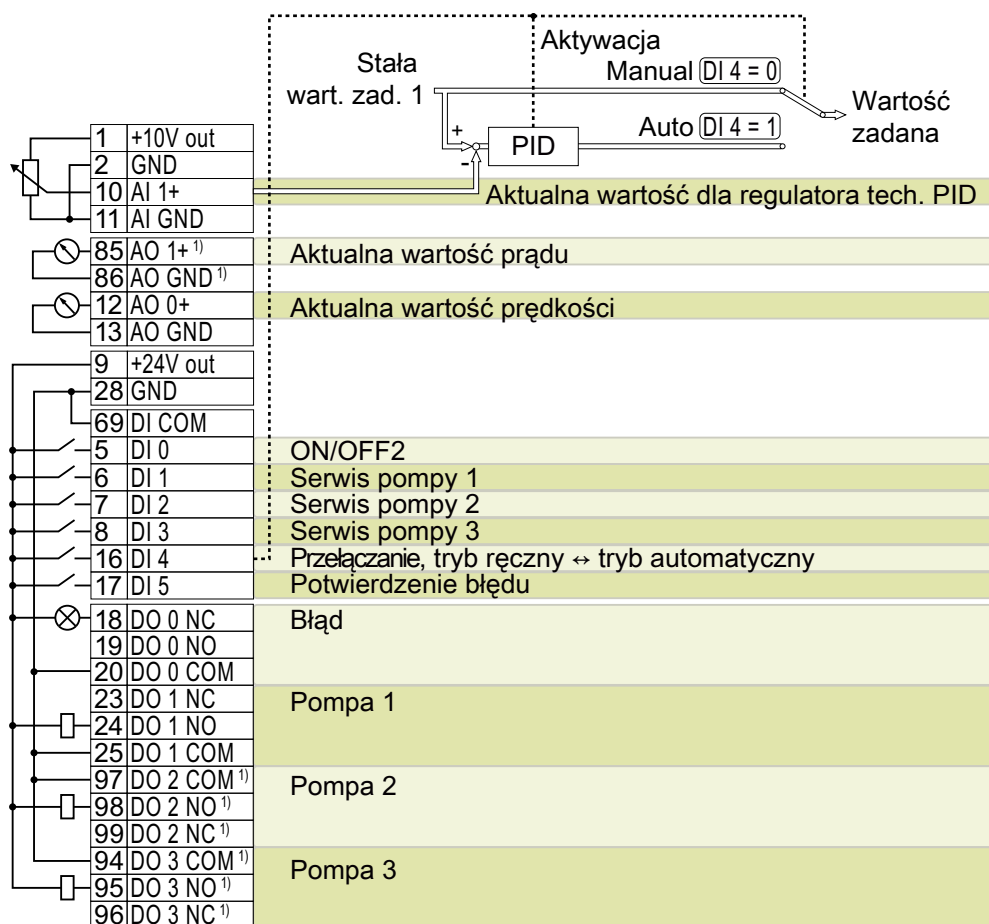 Aktywacja
Stała
wart. zad. 1
Manual DI 4 = 0
Wartość
zadana
Auto DI 4 = 1
+
-
PID
1 +10V out
2 GND
10 AI 1+ Aktualna wartość dla regulatora tech. PID
11 AI GND
85 AO 1+ 1) Aktualna wartość prądu
86 AO GND 1)
12 AO 0+ Aktualna wartość prędkości
13 AO GND
9 +24V out
28 GND
69 DI COM
5 DI 0 ON/OFF2
6 DI 1 Serwis pompy 1
7 DI 2 Serwis pompy 2
8 DI 3 Serwis pompy 3
16 DI 4 Przełączanie, tryb ręczny ↔ tryb automatyczny
17 DI 5 Potwierdzenie błędu
18 DO 0 NC Błąd
19 DO 0 NO
20 DO 0 COM
23 DO 1 NC Pompa 1
24 DO 1 NO
25 DO 1 COM
97 DO 2 COM 1) Pompa 2
98 DO 2 NO 1)
99 DO 2 NC 1)
94 DO 3 COM 1) Pompa 3
95 DO 3 NO 1)
96 DO 3 NC 1)